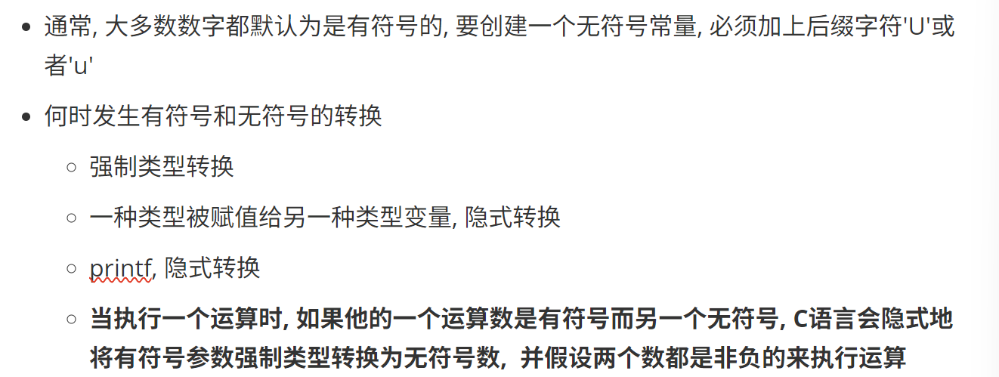 通常, 大多数数字都默认为是有符号的, 要创建一个无符号常量, 必须加上后缀字符'U'或
者'u'
何时发生有符号和无符号的转换
强制类型转换
一种类型被赋值给另一种类型变量, 隐式转换
printf, 隐式转换
当执行一个运算时, 如果他的一个运算数是有符号而另一个无符号, C语言会隐式地
将有符号参数强制类型转换为无符号数, 并假设两个数都是非负的来执行运算